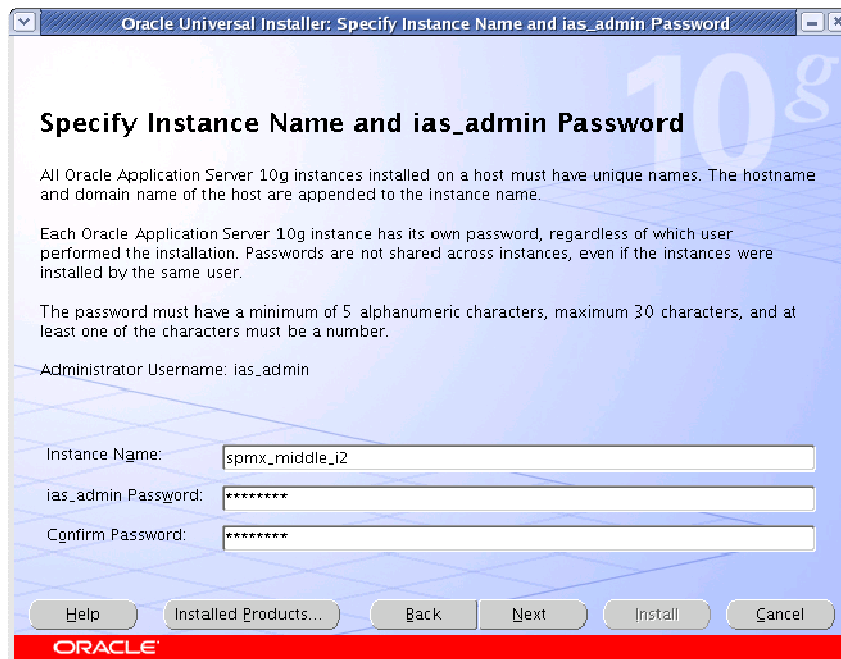 Oracle Universal Installer: Specify Instance Name and ias_admin Password
10g
Specify Instance Name and ias_admin Password
All Oracle Application Server 10g instances installed on a host must have unique names. The hostname
and domain name of the host are appended to the instance name.
Each Oracle Application Server 10g instance has its own password, regardless of which user
performed the installation. Passwords are not shared across instances, even if the instances were
installed by the same user.
The password must have a minimum of 5 alphanumeric characters, maximum 30 characters, and at
least one of the characters must be a number.
Administrator Username: ias_admin
Instance Name: spmx_middle_i2
ias_admin Password: ********
Confirm Password: ********
Help Installed Products... Back Next Install Cancel
ORACLE